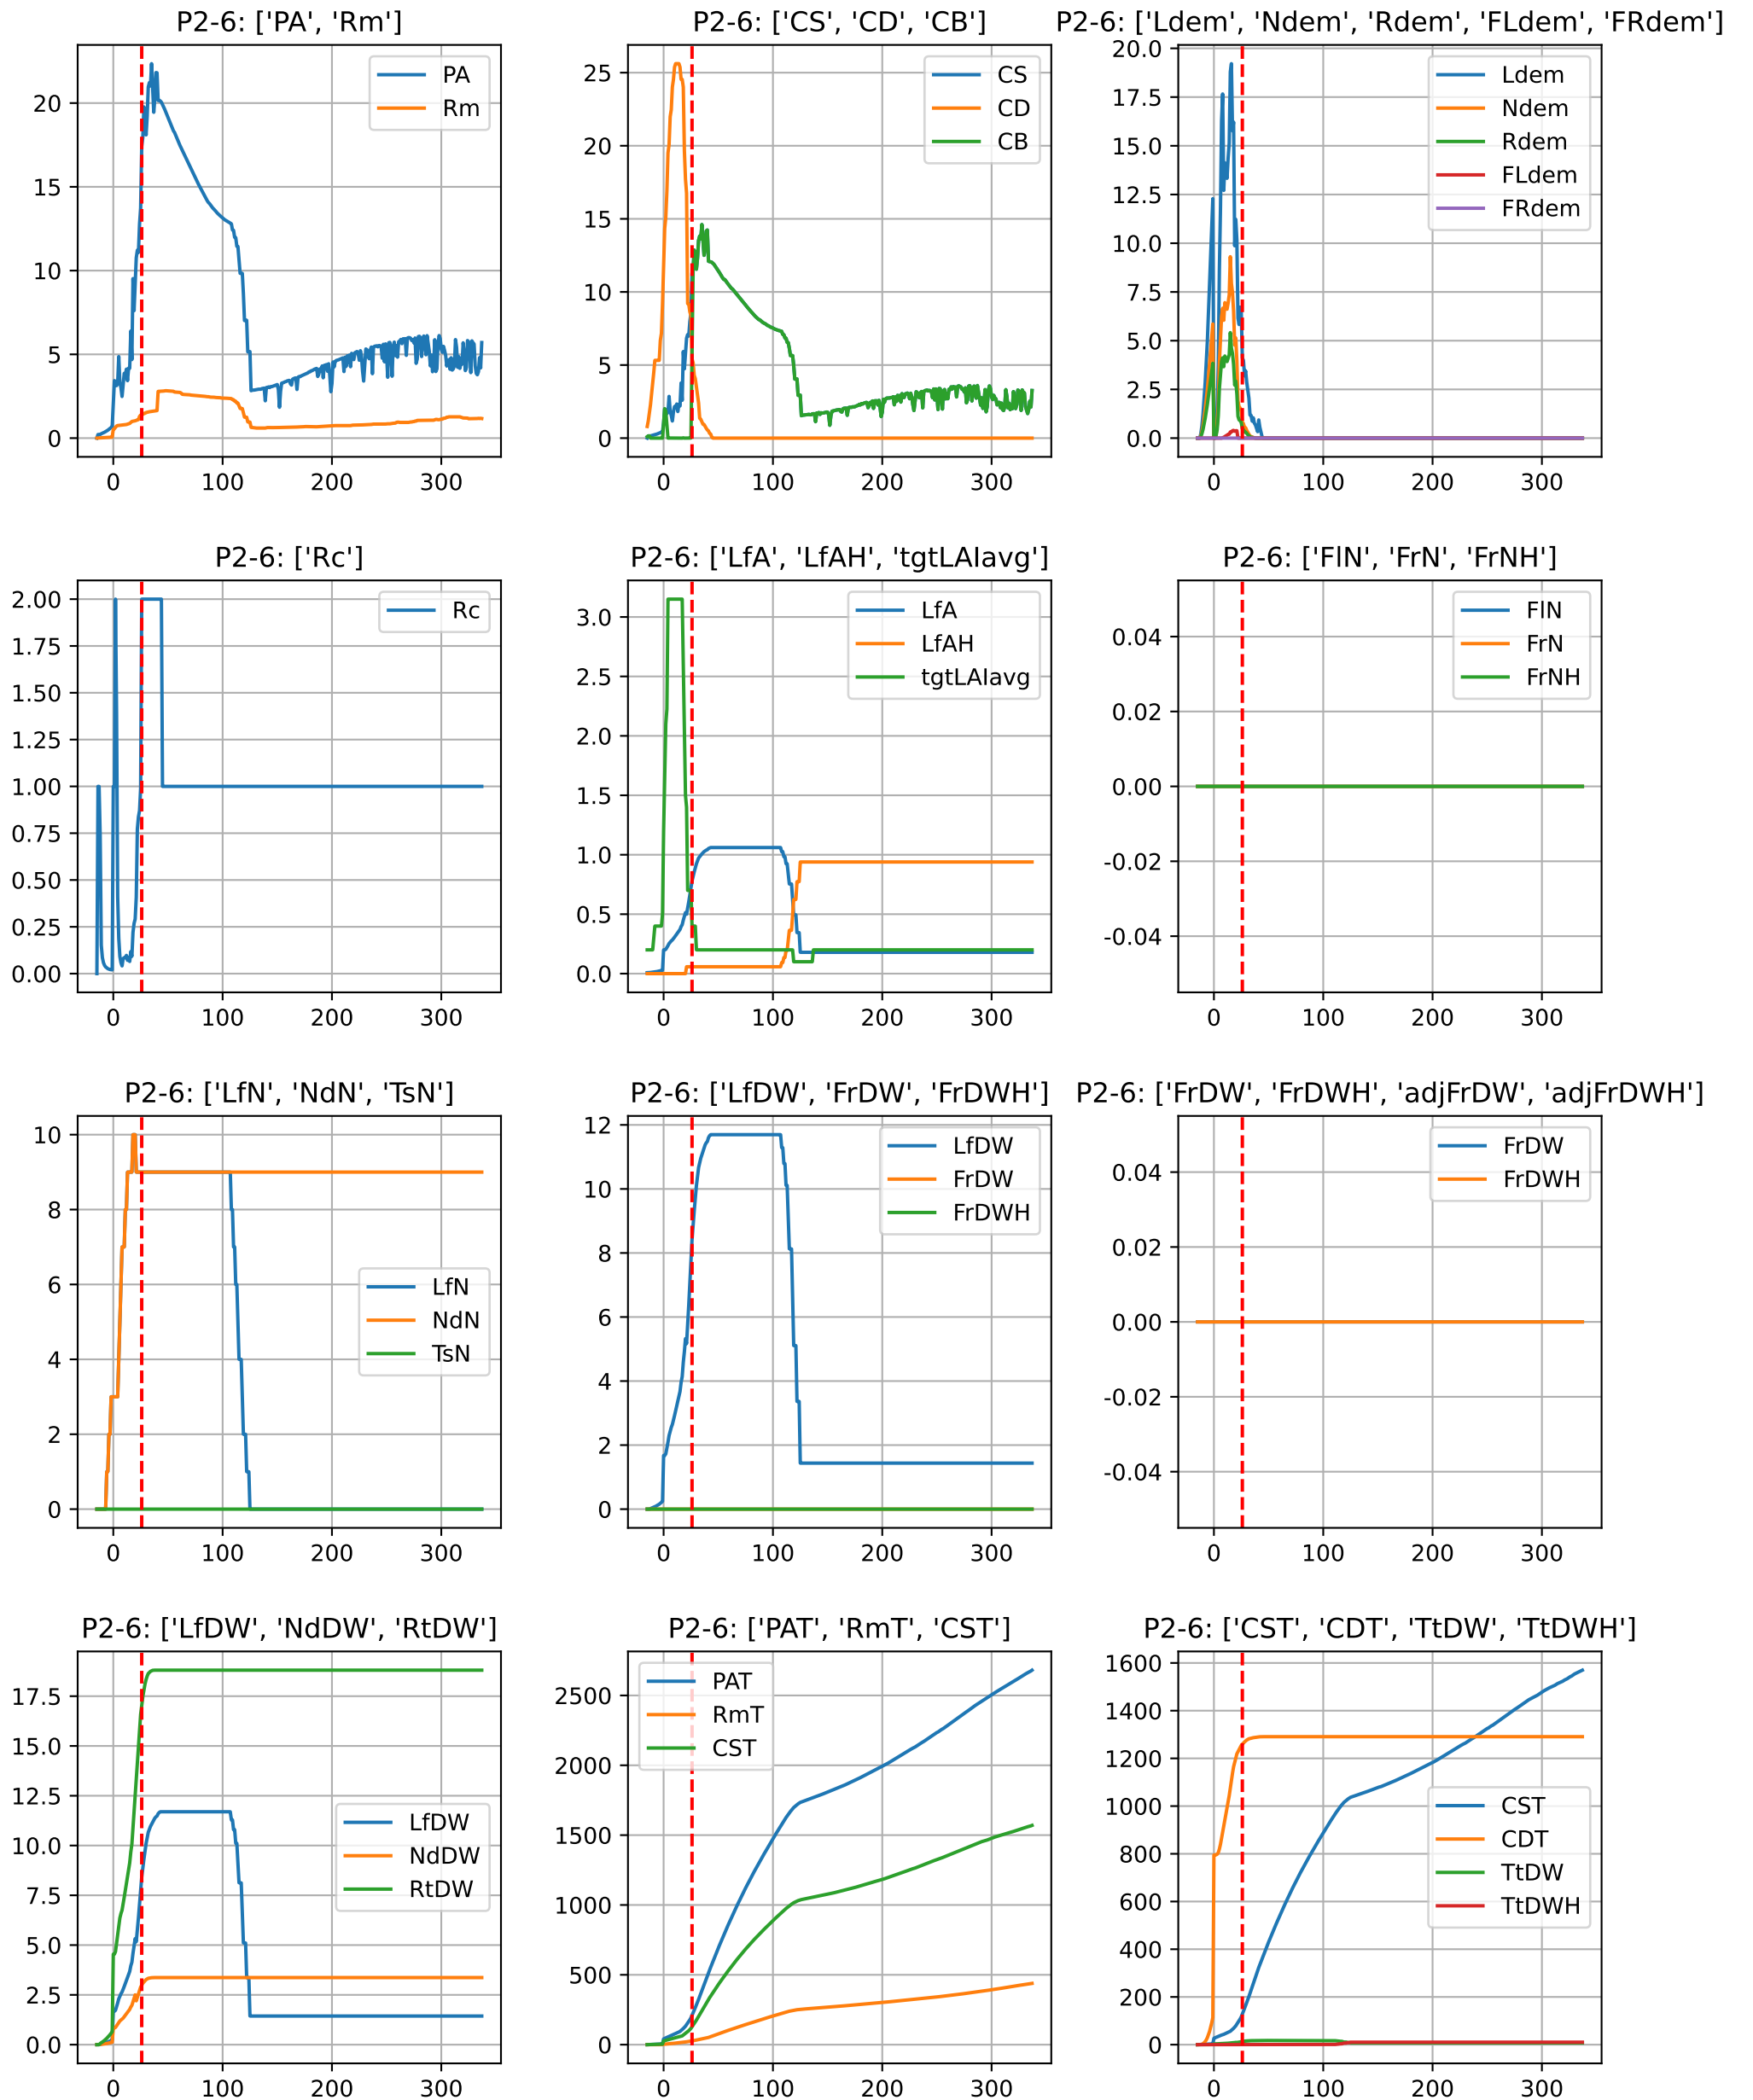 P2-6: ['PA', 'Rm']
P2-6: ['CS', 'CD', 'CB']
P2-6: ['Ldem', 'Ndem', 'Rdem', 'FLdem', 'FRdem']
20
15
10
5
0
PA
Rm
0 100 200 300
25
20
15
10
5
0
CS
CD
CB
0 100 200 300
20.0
17.5
15.0
12.5
10.0
7.5
5.0
2.5
0.0
Ldem
Ndem
Rdem
FLdem
FRdem
0 100 200 300
P2-6: ['Rc']
P2-6: ['LfA', 'LfAH', 'tgtLAIavg']
P2-6: ['FlN', 'FrN', 'FrNH']
2.00
1.75
1.50
1.25
1.00
0.75
0.50
0.25
0.00
Rc
0 100 200 300
3.0
2.5
2.0
1.5
1.0
0.5
0.0
LfA
LfAH
tgtLAIavg
0 100 200 300
0.04
0.02
0.00
-0.02
-0.04
FlN
FrN
FrNH
0 100 200 300
P2-6: ['LfN', 'NdN', 'TsN']
P2-6: ['LfDW', 'FrDW', 'FrDWH']
P2-6: ['FrDW', 'FrDWH', 'adjFrDW', 'adjFrDWH']
10
8
6
4
2
0
LfN
NdN
TsN
0 100 200 300
12
10
8
6
4
2
0
LfDW
FrDW
FrDWH
0 100 200 300
0.04
0.02
0.00
-0.02
-0.04
FrDW
FrDWH
0 100 200 300
P2-6: ['LfDW', 'NdDW', 'RtDW']
P2-6: ['PAT', 'RmT', 'CST']
P2-6: ['CST', 'CDT', 'TtDW', 'TtDWH']
17.5
15.0
12.5
10.0
7.5
5.0
2.5
0.0
LfDW
NdDW
RtDW
0 100 200 300
2500
2000
1500
1000
500
0
PAT
RmT
CST
0 100 200 300
1600
1400
1200
1000
800
600
400
200
0
CST
CDT
TtDW
TtDWH
0 100 200 300